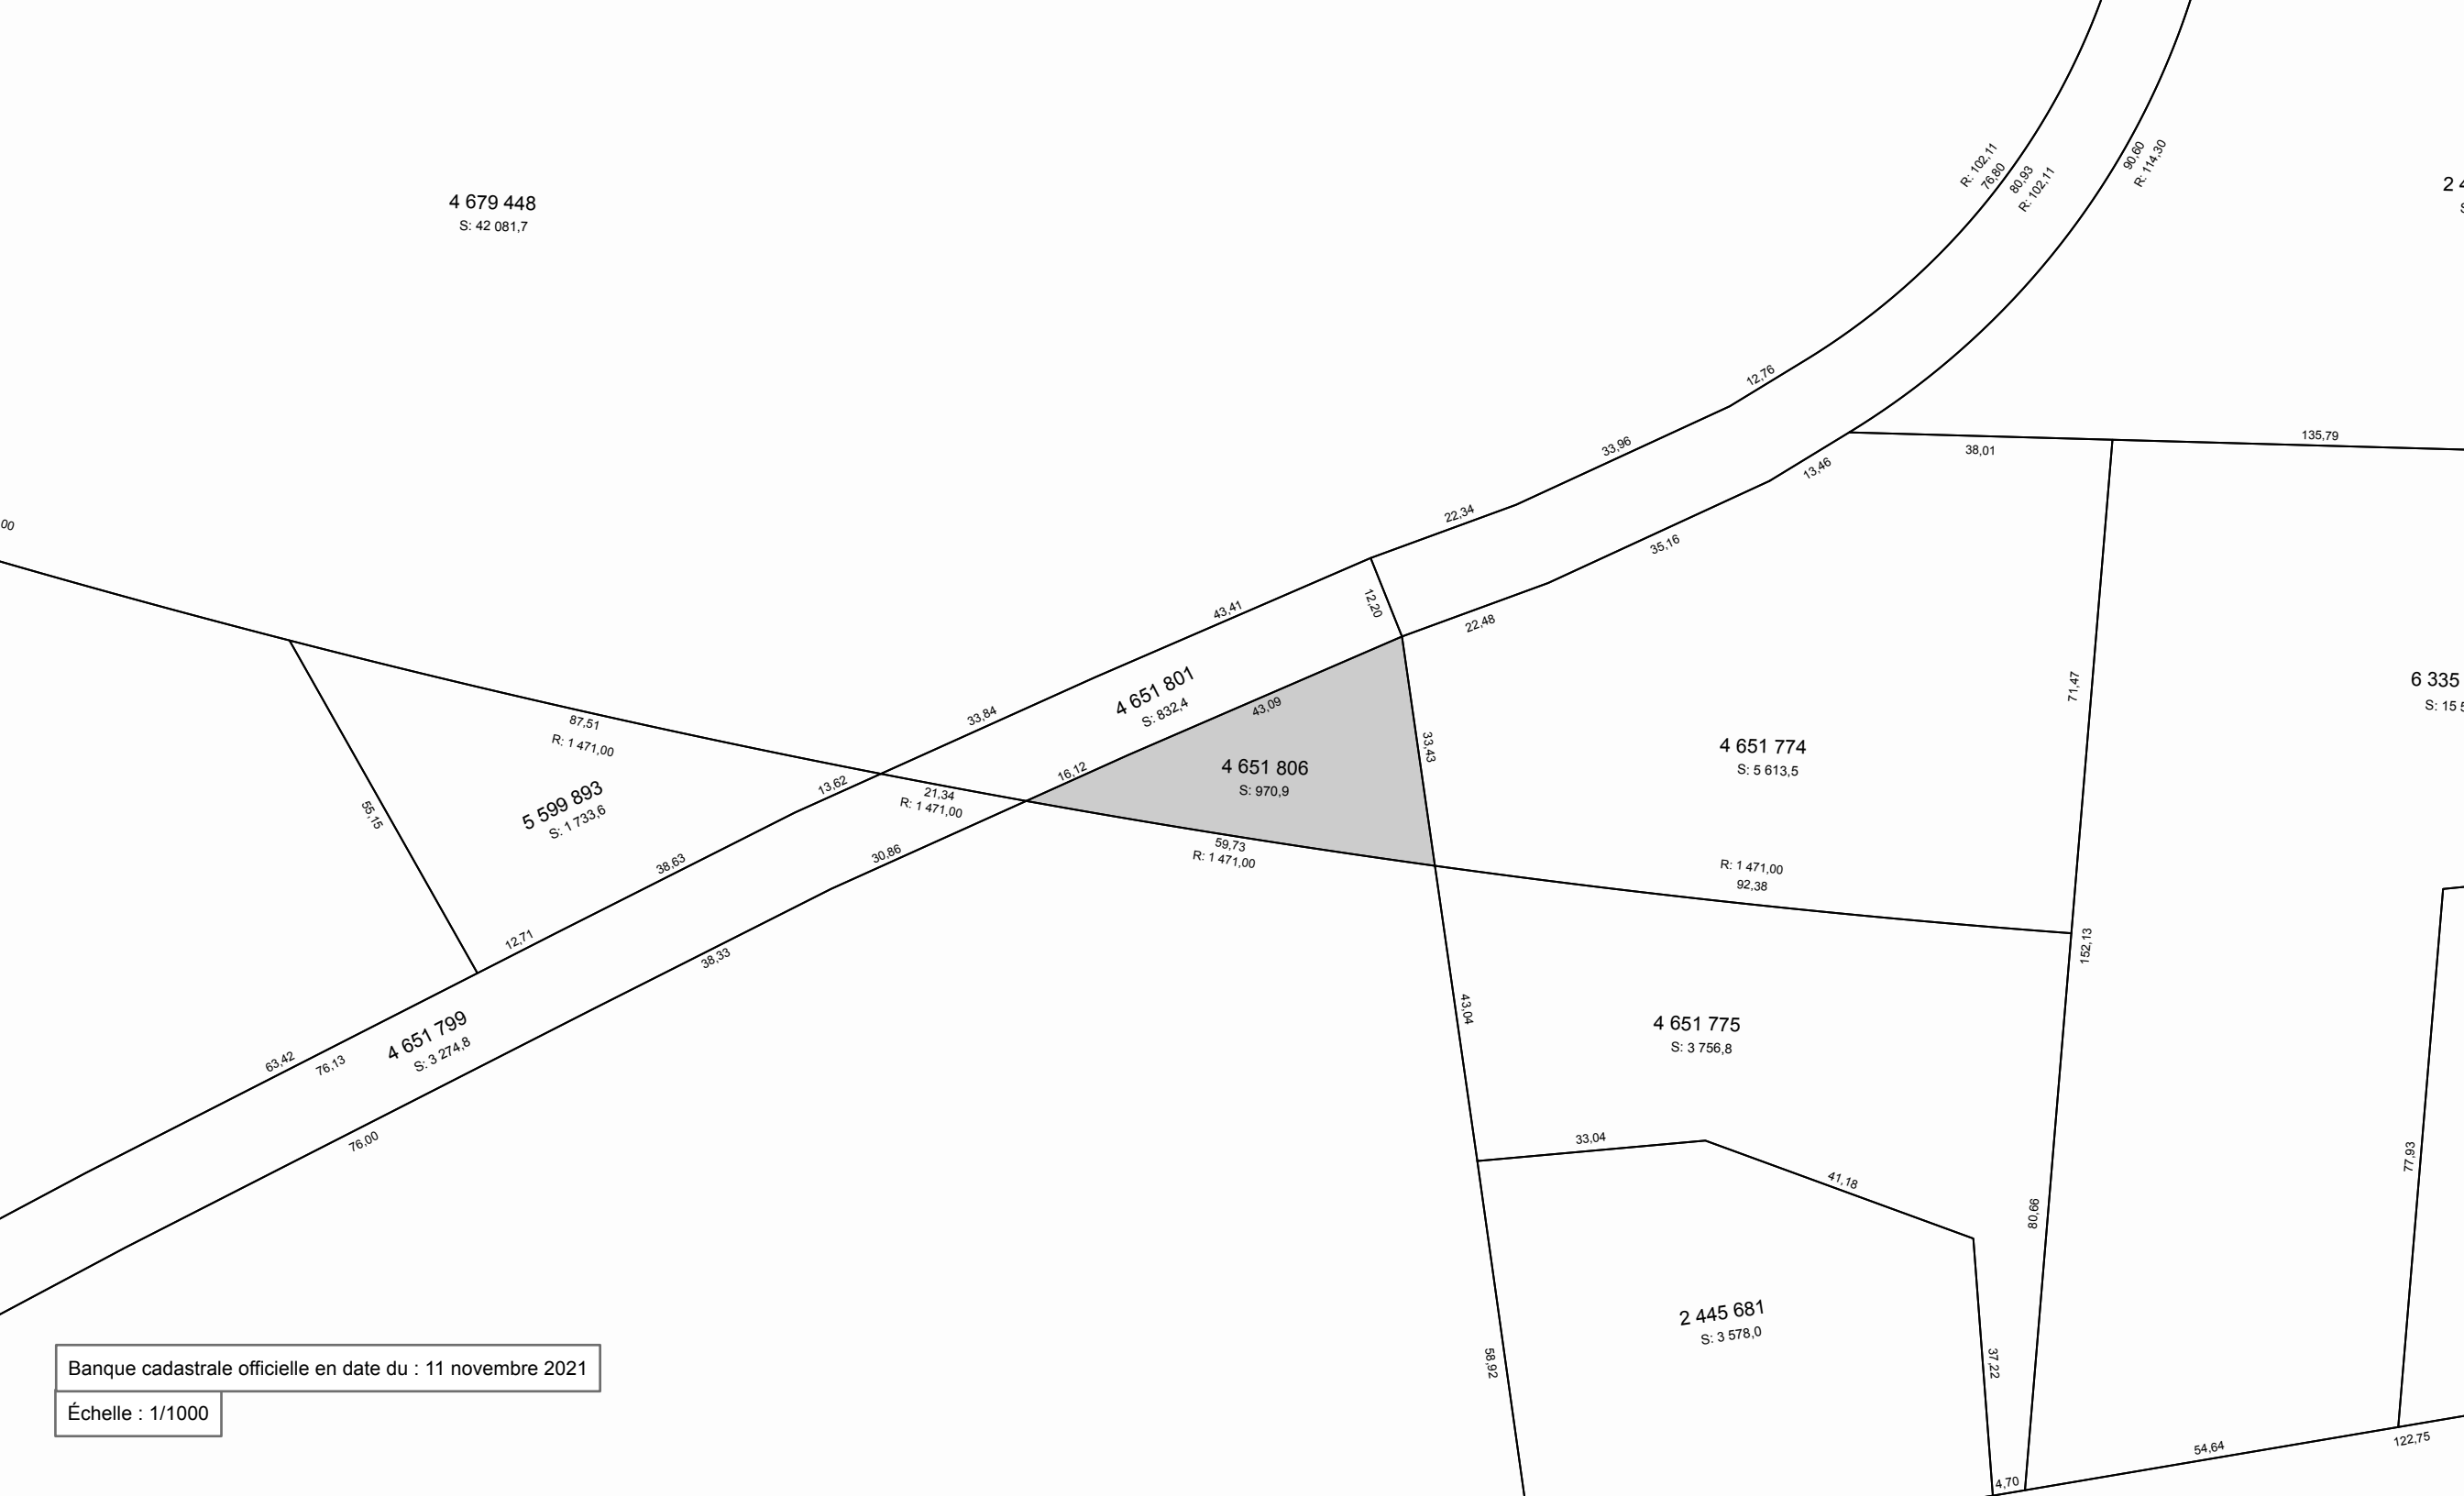 R: 102,11
76,80
80,93
R: 102,11
90,60
R: 114,30
4 679 448
S: 42 081,7
2 4
12,76
33,96
13,46
38,01
135,79
22,34
35,16
00
43,41
12,20
22,48
4 651 801
S: 832,4
43,09
33,84
87,51
R: 1 471,00
71,47
6 335
S: 15 5
33,43
4 651 774
S: 5 613,5
4 651 806
S: 970,9
16,12
13,62
21,34
R: 1 471,00
55,15
5 599 893
S: 1 733,6
59,73
R: 1 471,00
30,86
38,63
R: 1 471,00
92,38
12,71
38,33
152,13
43,04
4 651 775
S: 3 756,8
4 651 799
S: 3 274,8
63,42
76,13
76,00
33,04
41,18
77,93
80,66
2 445 681
S: 3 578,0
58,92
37,22
Banque cadastrale officielle en date du : 11 novembre 2021
Échelle : 1/1000
54,64
122,75
4,70